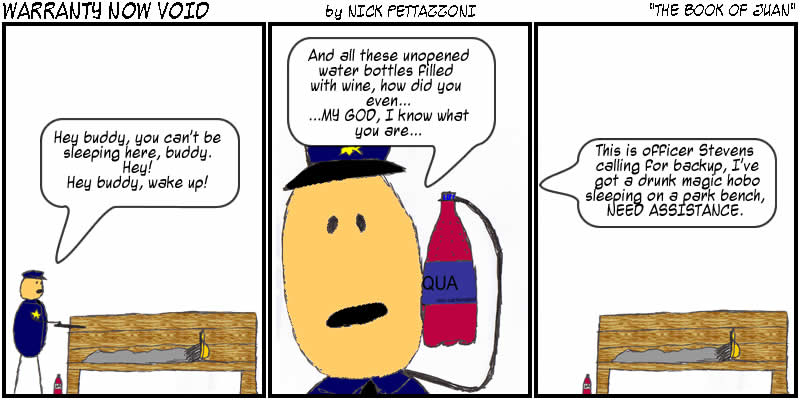 WARRANTY NOW VOID
by NICK PETTAZZONI
"THE BOOK OF JUAN"
Hey buddy, you can't be
sleeping here, buddy.
Hey!
Hey buddy, wake up!
And all these unopened
water bottles filled
with wine, how did you
even...
...MY GOD, I know what
you are...
QUA
This is officer Stevens
calling for backup, I've
got a drunk magic hobo
sleeping on a park bench,
NEED ASSISTANCE.